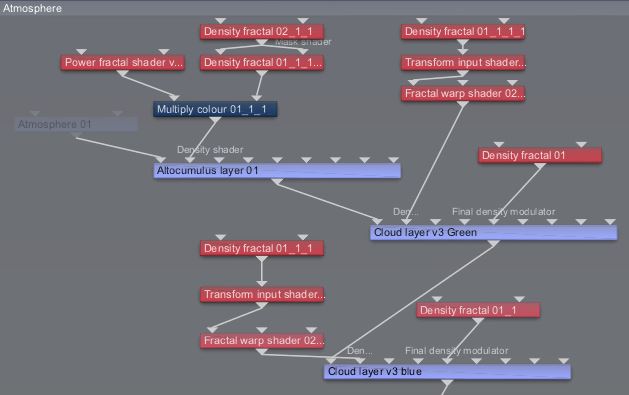 Atmosphere
Density fractal 02_1_1
Density fractal 01_1_1_1
Mask shader
Power fractal shader v...
Density fractal 01_1_1...
Transform input shader...
Fractal warp shader 02...
Multiply colour 01_1_1
Atmosphere 01
Density shader
Density fractal 01
Altocumulus layer 01
Den...
Final density modulator
Cloud layer v3 Green
Density fractal 01_1_1
Transform input shader...
Density fractal 01_1
Fractal warp shader 02...
Den...
Final density modulator
Cloud layer v3 blue